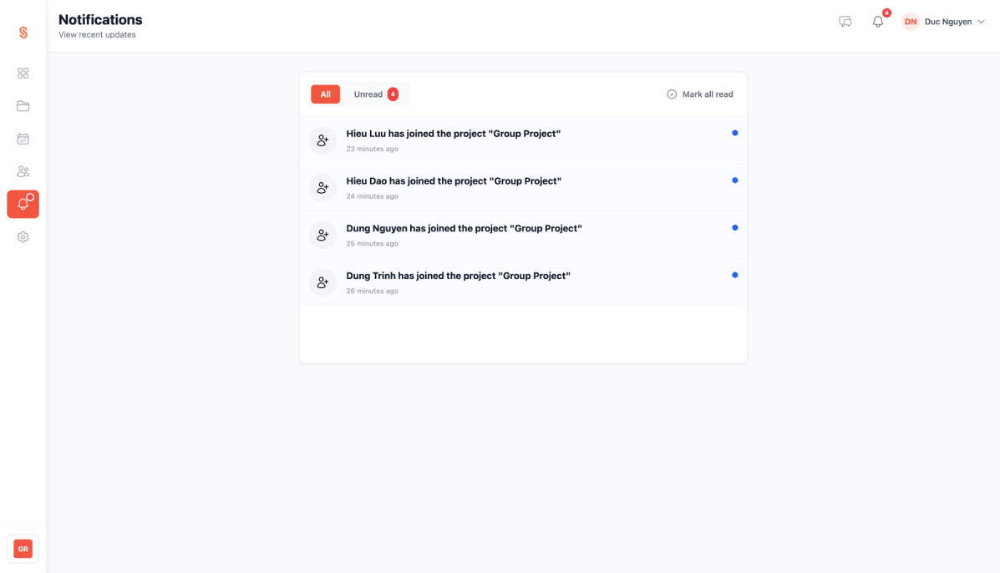 Notifications
View recent updates
4
DN
Duc Nguyen
All
Unread
4
Mark all read
Hieu Luu has joined the project "Group Project"
23 minutes ago
Hieu Dao has joined the project "Group Project"
24 minutes ago
Dung Nguyen has joined the project "Group Project"
25 minutes ago
Dung Trinh has joined the project "Group Project"
26 minutes ago
GR